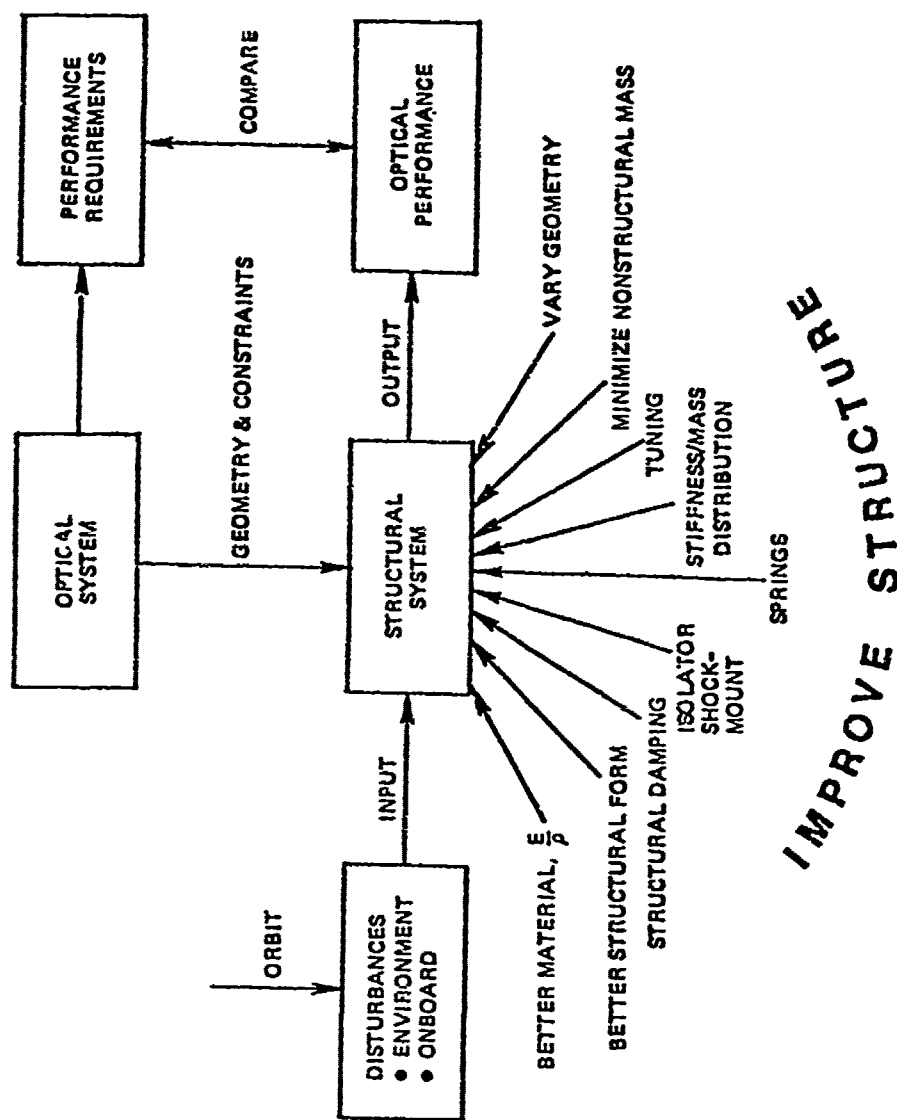 OPTICAL
SYSTEM
PERFORMANCE
REQUIREMENTS
ORBIT
GEOMETRY & CONSTRAINTS
COMPARE
DISTURBANCES
• ENVIRONMENT
• ONBOARD
INPUT
STRUCTURAL
SYSTEM
OUTPUT
OPTICAL
PERFORMANCE
BETTER MATERIAL, E/ρ
BETTER STRUCTURAL FORM
STRUCTURAL DAMPING
ISOLATOR
SHOCK-
MOUNT
SPRINGS
STIFFNESS/MASS
DISTRIBUTION
TUNING
MINIMIZE NONSTRUCTURAL MASS
VARY GEOMETRY
IMPROVE STRUCTURE